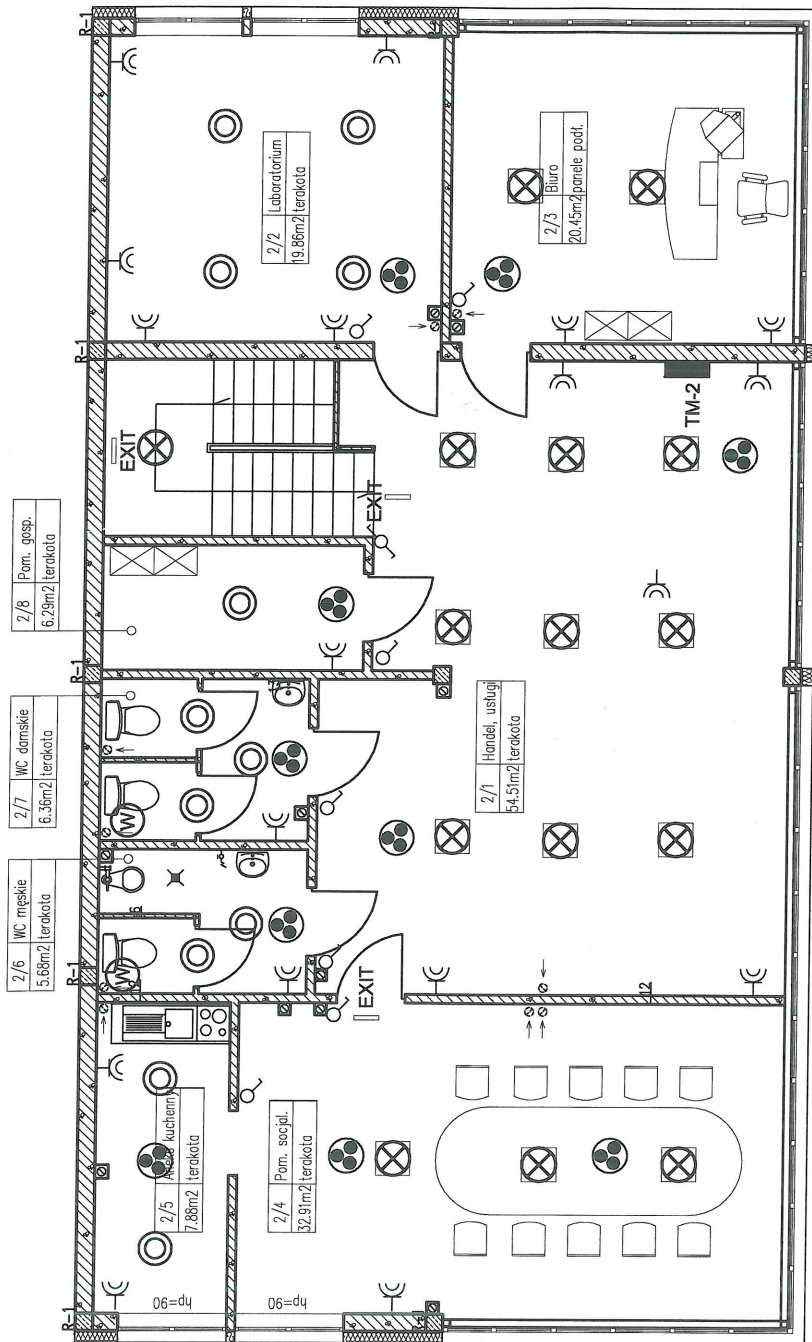 R-1
R-1
R-1
R-1
R-1
2/6 WC męskie
5.68m2 terakota
2/7 WC damskie
6.36m2 terakota
2/8 Pom. gosp.
6.29m2 terakota
2/2 Laboratorium
19.86m2 terakota
2/3 Biuro
20.45m2 panele podł.
2/1 Handel, usługi
54.51m2 terakota
2/5 kuchenny
7.88m2 terakota
2/4 Pom. socjal.
32.91m2 terakota
EXIT
EXIT
EXIT
TM-2
W
W
12
hp=90
hp=90